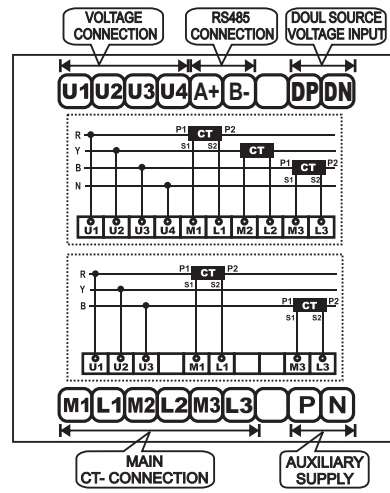 VOLTAGE CONNECTION
RS485 CONNECTION
DOUL SOURCE VOLTAGE INPUT
U1 U2 U3 U4 A+ B- DP DN
R P1 CT P2
Y S1 S2 CT
B P1 CT P2
N S1 S2
U1 U2 U3 U4 M1 L1 M2 L2 M3 L3
R P1 CT P2
Y S1 S2
B P1 CT P2
S1 S2
U1 U2 U3 M1 L1 M3 L3
M1 L1 M2 L2 M3 L3 P N
MAIN CT- CONNECTION
AUXILIARY SUPPLY